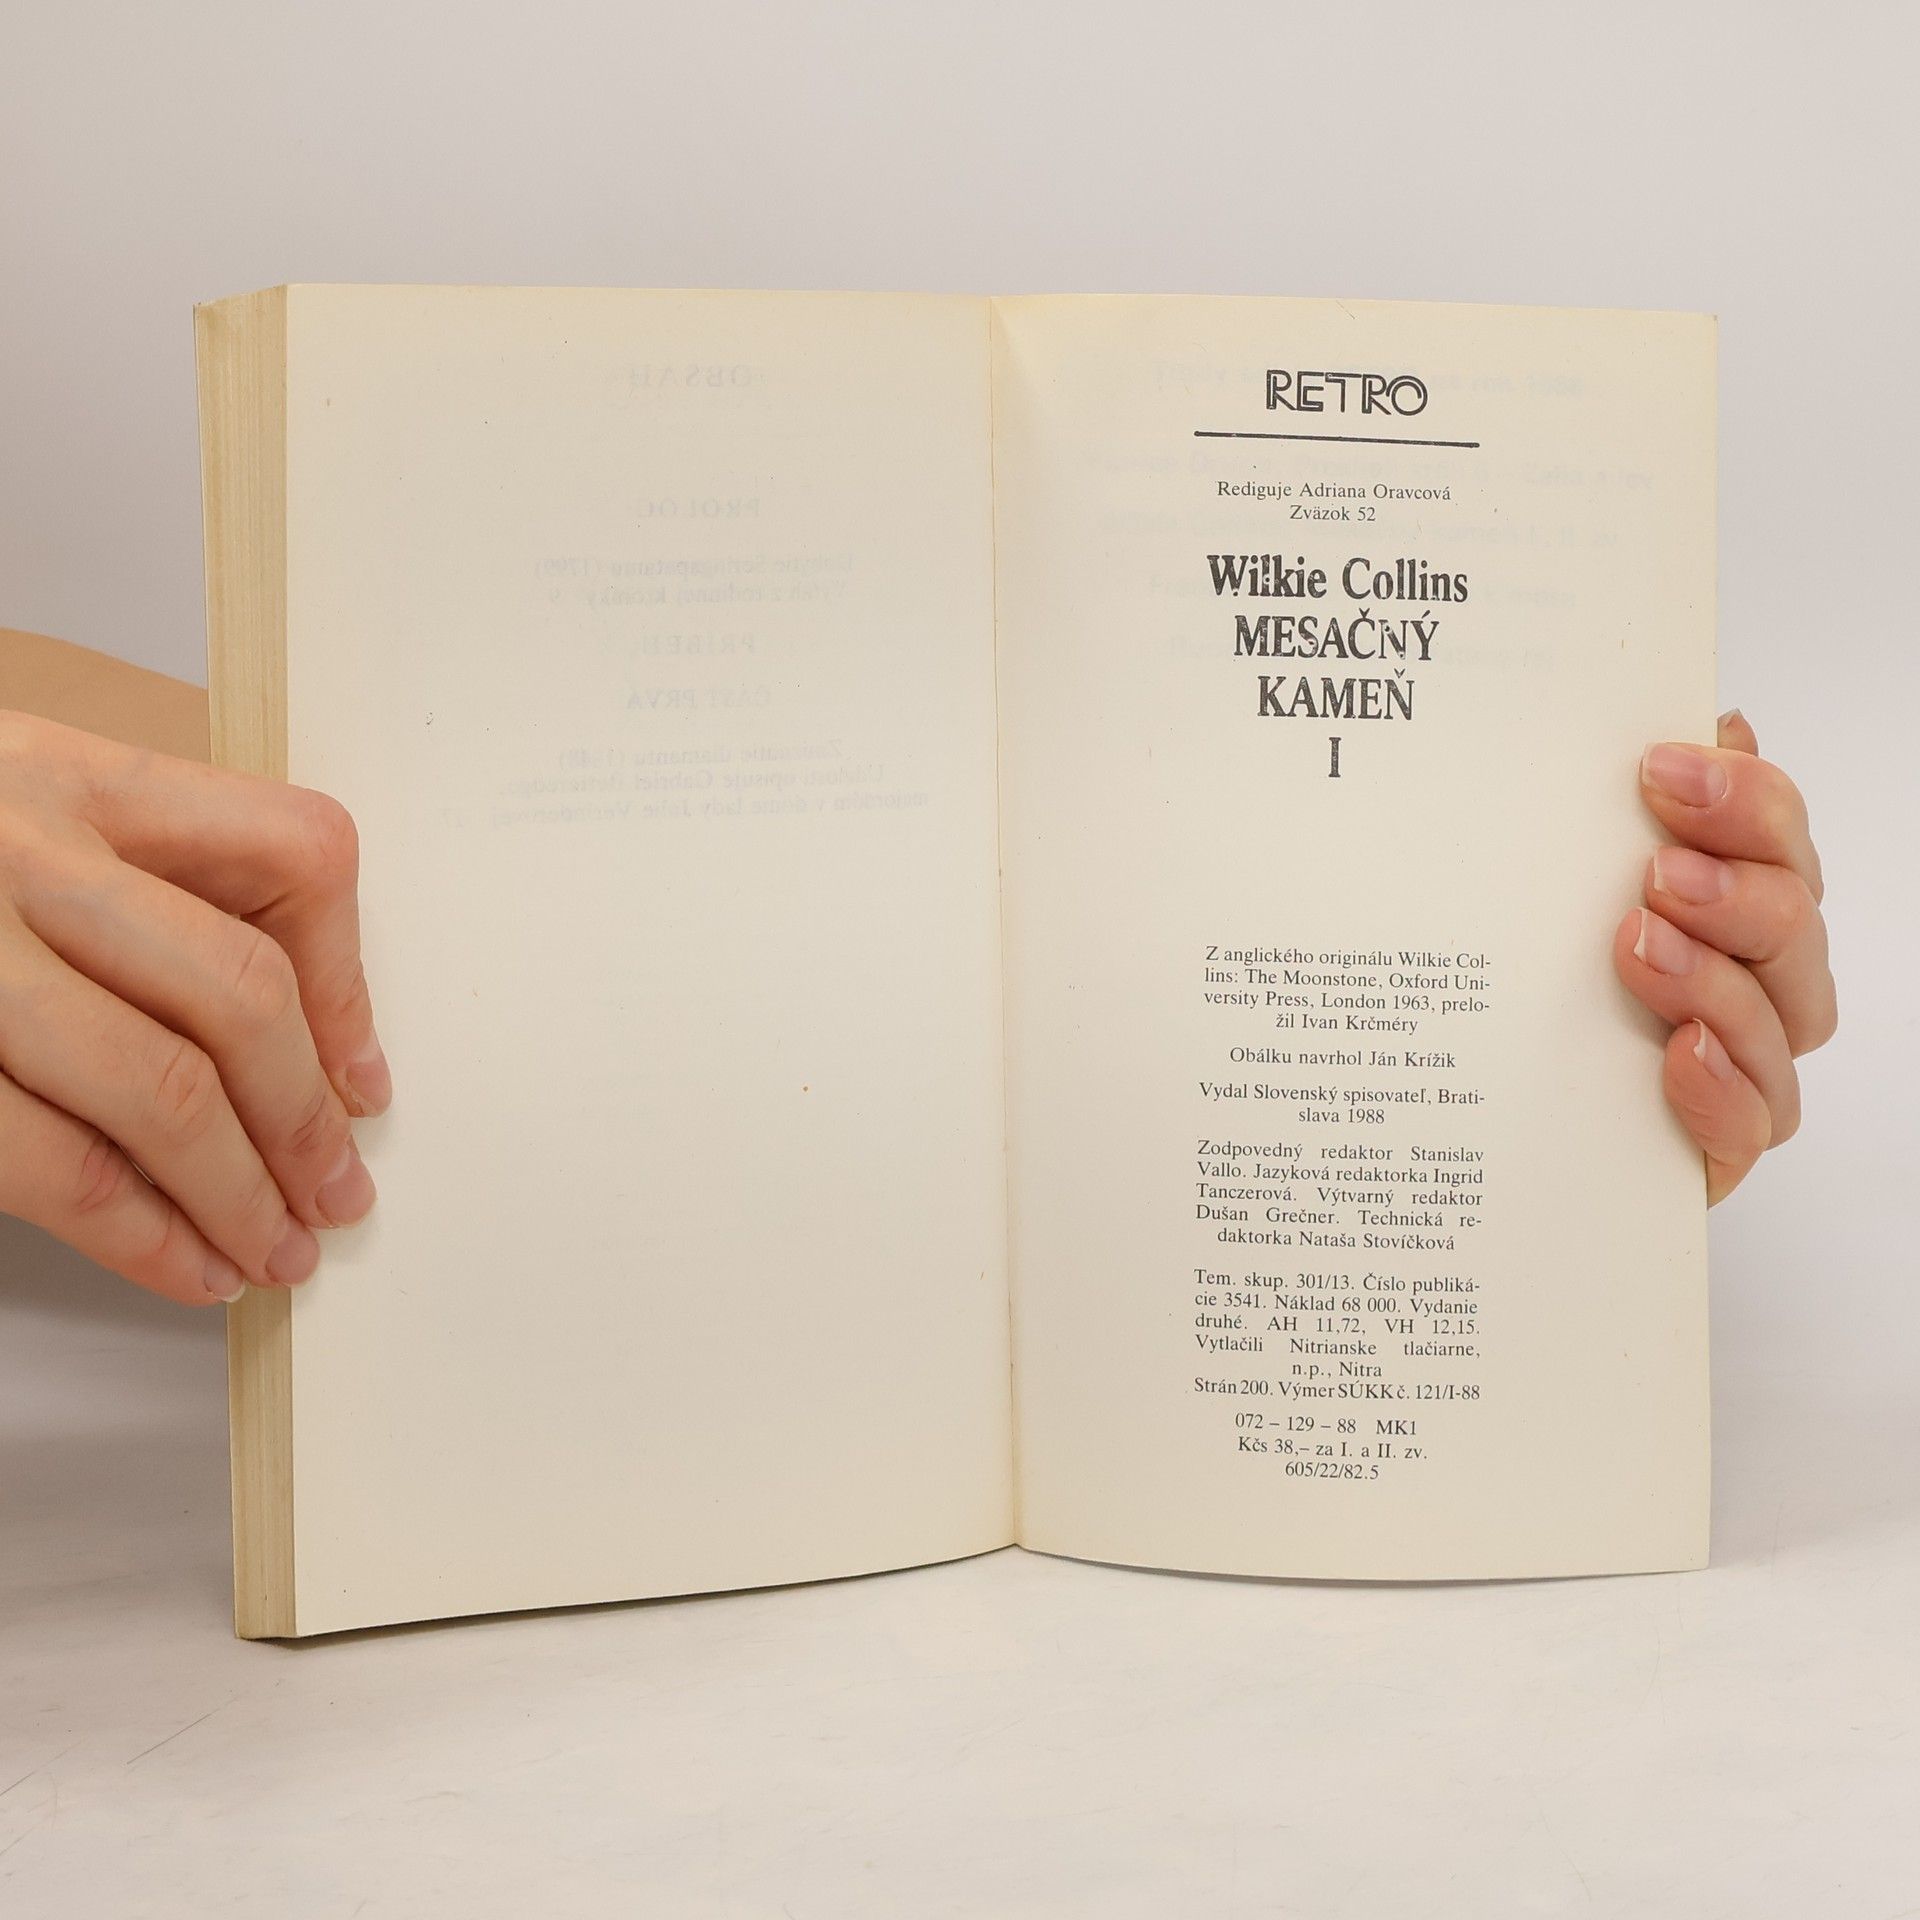 RETRO
Rediguje Adriana Oravcová
Zväzok 52
Wilkie Collins
MESAČNÝ
KAMEŇ
I
Z anglického originálu Wilkie Col-
lins: The Moonstone, Oxford Uni-
versity Press, London 1963, prelo-
žil Ivan Krčméry
Obálku navrhol Ján Krížik
Vydal Slovenský spisovateľ, Brati-
slava 1988
Zodpovedný redaktor Stanislav
Vallo. Jazyková redaktorka Ingrid
Tanczerová. Výtvarný redaktor
Dušan Grečner. Technická re-
daktorka Nataša Stovíčková
Tem. skup. 301/13. Číslo publiká-
cie 3541. Náklad 68 000. Vydanie
druhé. AH 11,72, VH 12,15.
Vytlačili Nitrianske tlačiarne,
n.p., Nitra
Strán 200. Výmer SÚKK č. 121/I-88
072 – 129 – 88 MK1
Kčs 38,– za I. a II. zv.
605/22/82.5